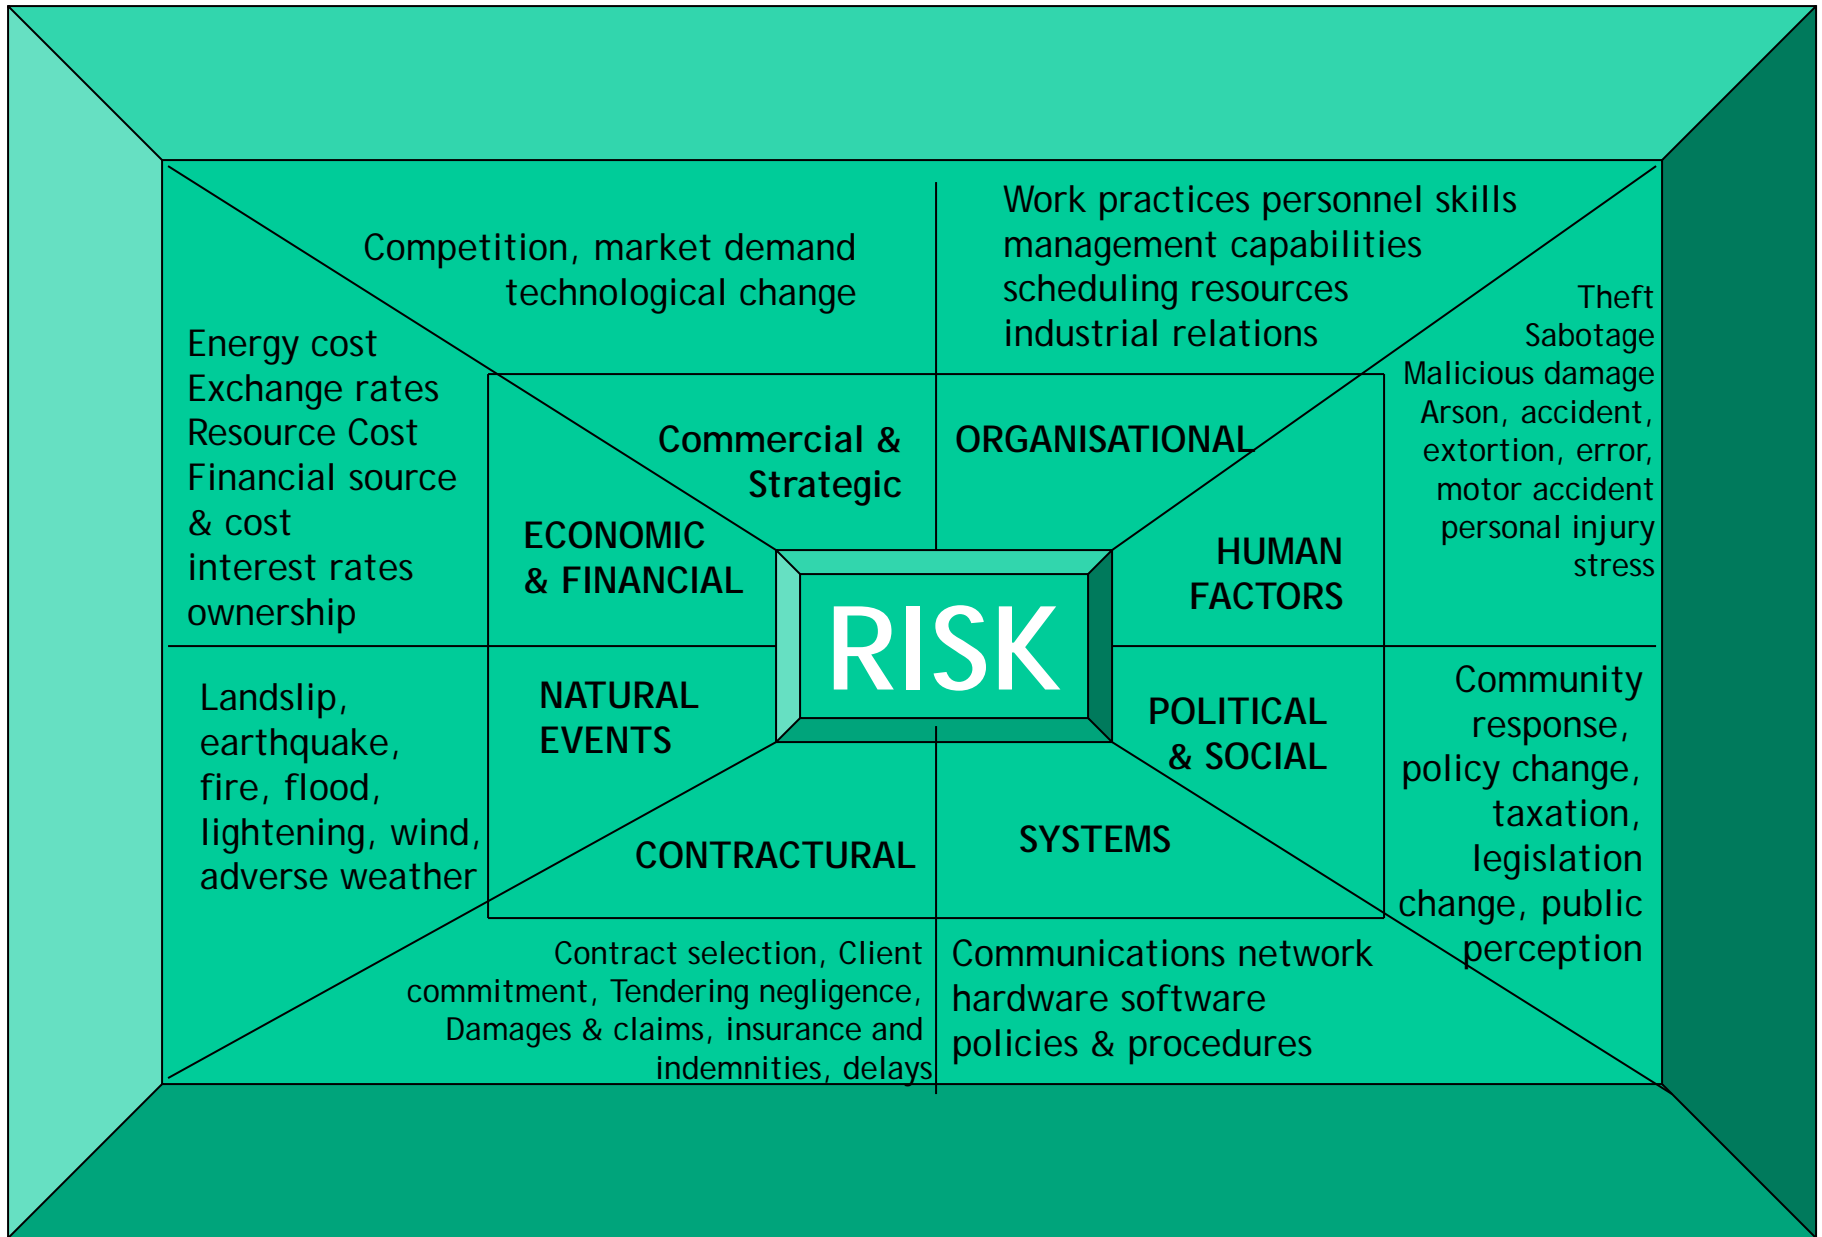 Competition, market demand
technological change
Work practices personnel skills
management capabilities
scheduling resources
industrial relations
Energy cost
Exchange rates
Resource Cost
Financial source
& cost
interest rates
ownership
Theft
Sabotage
Malicious damage
Arson, accident,
extortion, error,
motor accident
personal injury
stress
Commercial &
Strategic
ORGANISATIONAL
ECONOMIC
& FINANCIAL
HUMAN
FACTORS
RISK
NATURAL
EVENTS
POLITICAL
& SOCIAL
CONTRACTURAL
SYSTEMS
Landslip,
earthquake,
fire, flood,
lightening, wind,
adverse weather
Community
response,
policy change,
taxation,
legislation
change, public
perception
Contract selection, Client
commitment, Tendering negligence,
Damages & claims, insurance and
indemnities, delays
Communications network
hardware software
policies & procedures